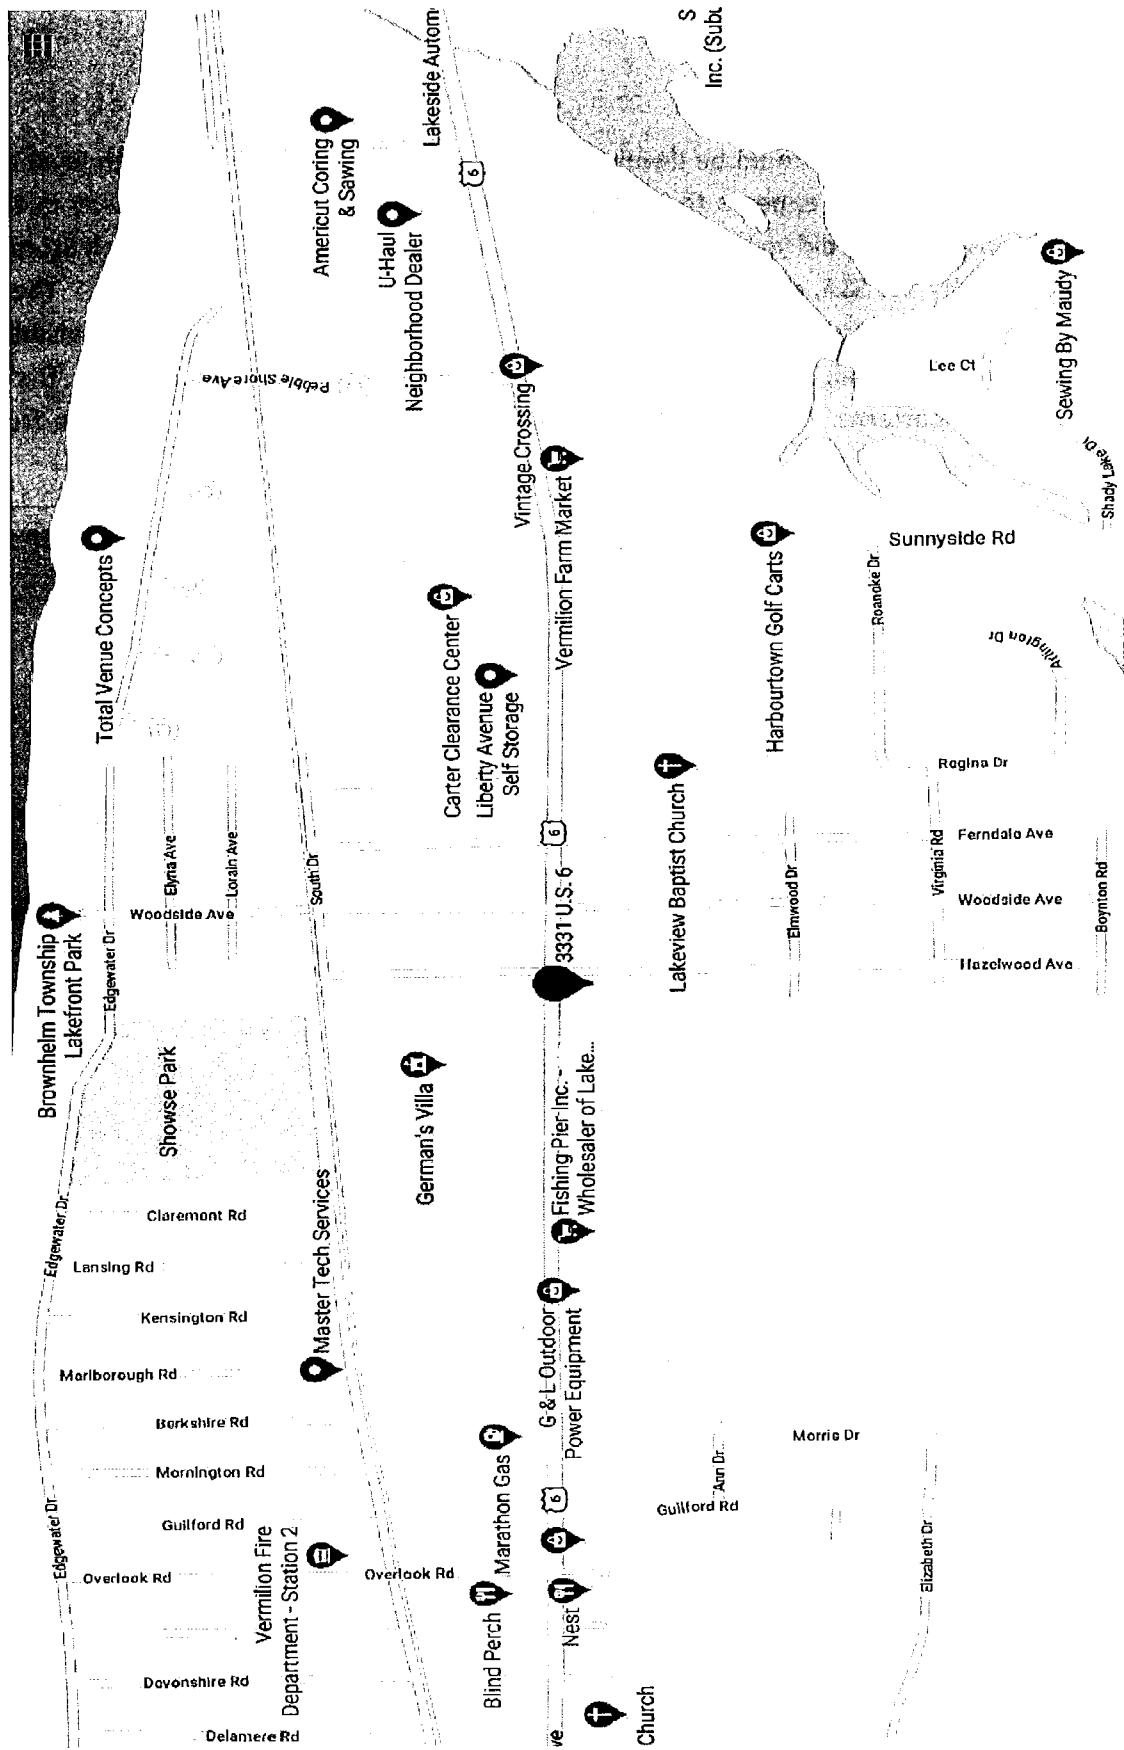 Brownhelm Township
Lakefront Park
Total Venue Concepts
Americut Coring
& Sawing
U-Haul
Neighborhood Dealer
Lakeside Autom
S
Inc. (Subu
6
Pebble Shore Ave
Vintage Crossing
Vermilion Farm Market
Carter Clearance Center
Liberty Avenue
Self Storage
Lee Ct
Sewing By Maudy
Shady Lake Dr
Sunnyside Rd
Harbourtown Golf Carts
Roanoke Dr
Arlington Dr
Lakeview Baptist Church
Regina Dr
Ferndale Ave
Woodside Ave
Hazelwood Ave
Elmwood Dr
Virginia Rd
Boynton Rd
Edgewater Dr
Elyria Ave
Lorain Ave
Woodside Ave
South Dr
6
3331 U.S. 6
Showse Park
German's Villa
Fishing Pier Inc. -
Wholesaler of Lake...
Edgewater Dr
Claremont Rd
Lansing Rd
Kensington Rd
Marlborough Rd
Berkshire Rd
Mornington Rd
Guilford Rd
Overlook Rd
Devonshire Rd
Delamere Rd
Edgewater Dr
Master Tech Services
Vermilion Fire
Department - Station 2
Overlook Rd
G & L Outdoor
Power Equipment
Marathon Gas
Blind Perch
6
Nest
Church
ve
Ann Dr
Guilford Rd
Morris Dr
Elizabeth Dr